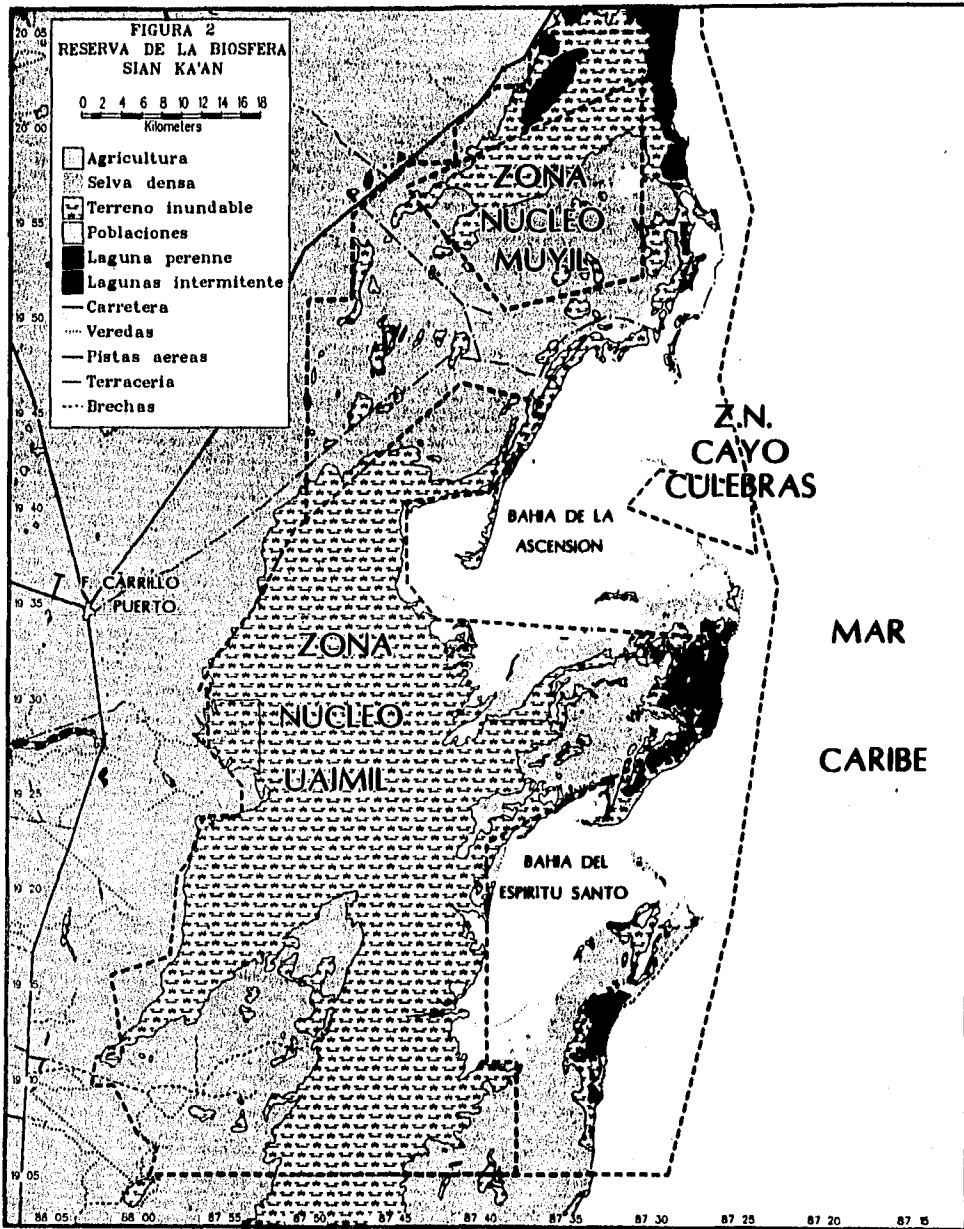 FIGURA 2
RESERVA DE LA BIOSFERA
SIAN KA'AN
0 2 4 6 8 10 12 14 16 18
Kilometers
Agricultura
Selva densa
Terreno inundable
Poblaciones
Laguna perenne
Lagunas intermitente
Carretera
Veredas
Pistas aereas
Terraceria
Brechas
20 05
20 00
19 55
19 50
19 45
19 40
19 35
19 30
19 25
19 20
19 15
19 10
19 05
ZONA
NUCLEO
MUYIL
Z.N.
CAYO
CULEBRAS
BAHIA DE LA
ASCENSION
F. CARRILLO
PUERTO
ZONA
NUCLEO
UAIMIL
MAR
CARIBE
BAHIA DEL
ESPIRITU SANTO
88 05 88 00 87 55 87 50 87 45 87 40 87 35 87 30 87 25 87 20 87 15